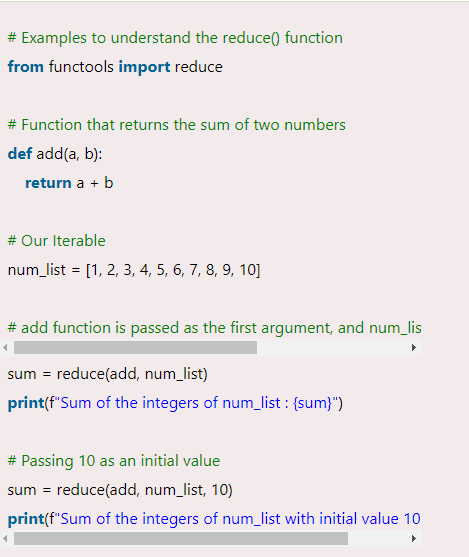 # Examples to understand the reduce() function
from functools import reduce
# Function that returns the sum of two numbers
def add(a, b):
return a + b
# Our Iterable
num_list = [1, 2, 3, 4, 5, 6, 7, 8, 9, 10]
# add function is passed as the first argument, and num_lis
sum = reduce(add, num_list)
print(f"Sum of the integers of num_list : {sum}")
# Passing 10 as an initial value
sum = reduce(add, num_list, 10)
print(f"Sum of the integers of num_list with initial value 10